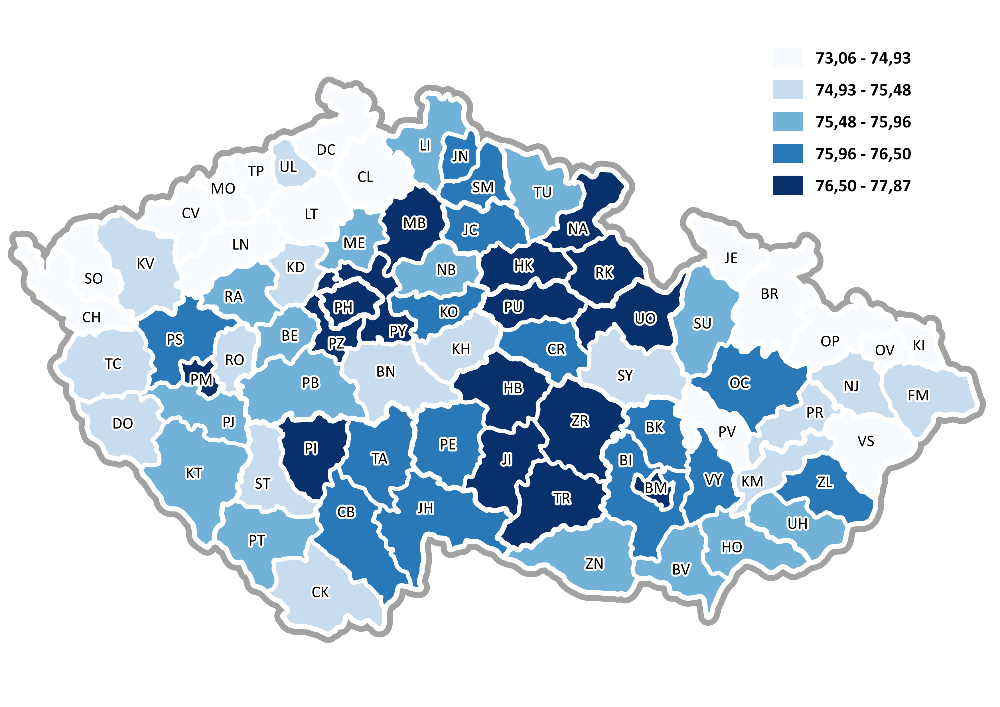 73,06 - 74,93
74,93 - 75,48
75,48 - 75,96
75,96 - 76,50
76,50 - 77,87
DC
LI
JN
TP
UL
CL
MO
SM
TU
CV
LT
MB
JC
NA
LN
ME
JE
KV
KD
NB
HK
RK
SO
RA
BR
PH
PU
KO
CH
UO
SU
PS
BE
PY
PZ
KH
CR
OP
OV
KI
TC
RO
BN
SY
PM
PB
HB
OC
NJ
FM
DO
PJ
ZR
BK
PR
PV
PI
PE
VS
TA
JI
BI
KT
ST
BM
VY
KM
ZL
CB
JH
TR
UH
PT
HO
ZN
BV
CK